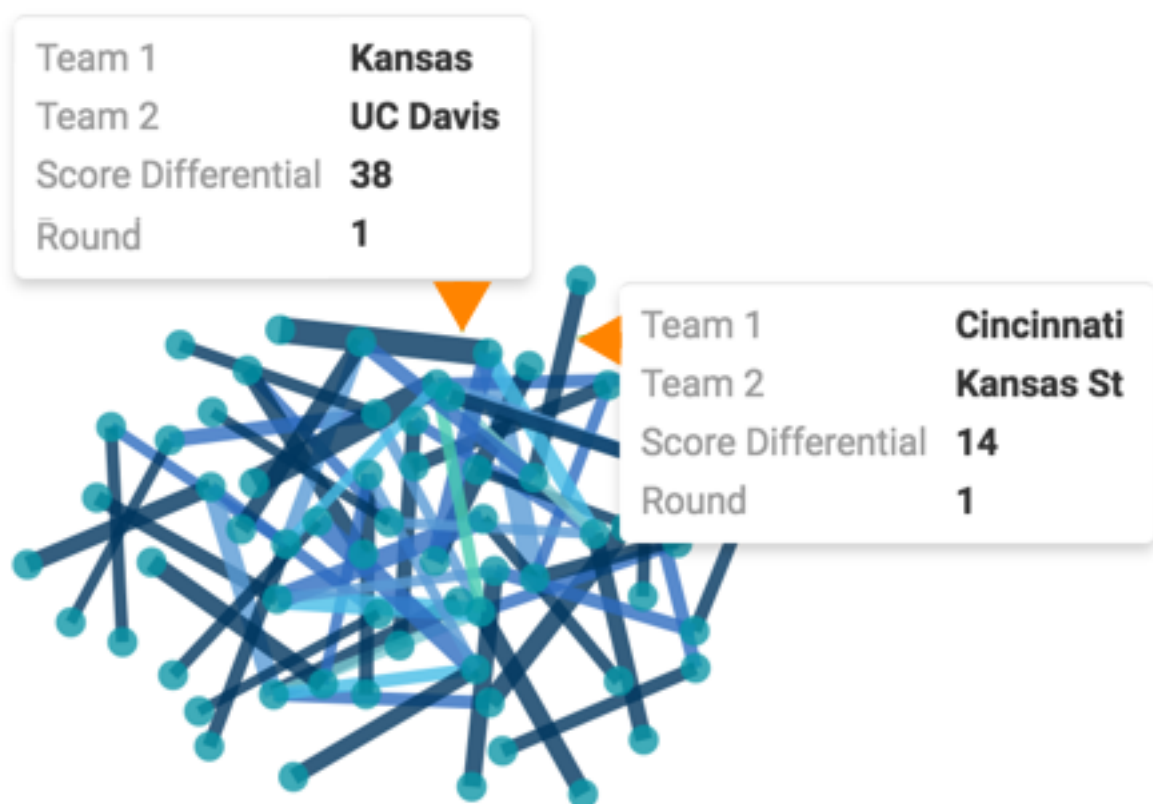 Team 1 Kansas
Team 2 UC Davis
Score Differential 38
Round 1
Team 1 Cincinnati
Team 2 Kansas St
Score Differential 14
Round 1